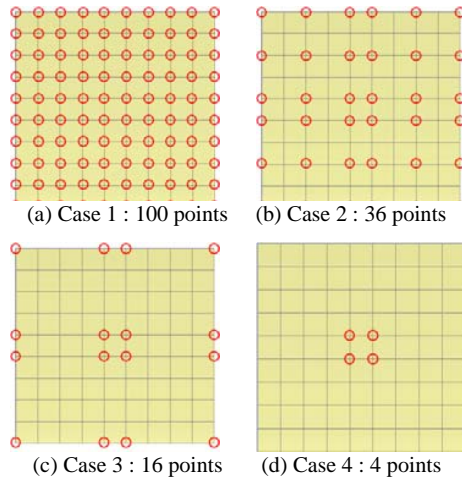 (a) Case 1 : 100 points
(b) Case 2 : 36 points
(c) Case 3 : 16 points
(d) Case 4 : 4 points